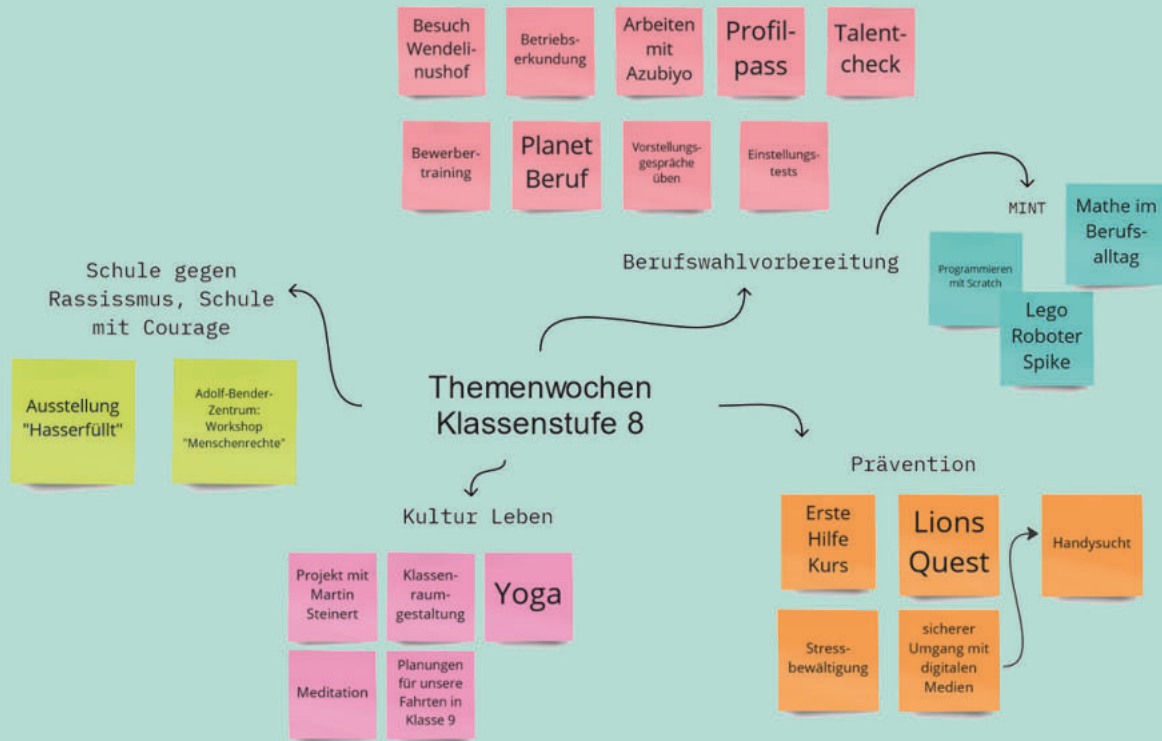 Besuch
Wendeli-
nushof
Betriebs-
erkundung
Arbeiten
mit
Azubiyo
Profil-
pass
Talent-
check
Bewerber-
training
Planet
Beruf
Vorstellungs-
gespräche
üben
Einstellungs-
tests
MINT
Mathe im
Berufs-
alltag
Programmieren
mit Scratch
Lego
Roboter
Spike
Berufswahlvorbereitung
Schule gegen
Rassissmus, Schule
mit Courage
Ausstellung
"Hasserfüllt"
Adolf-Bender-
Zentrum:
Workshop
"Menschenrechte"
Themenwochen
Klassenstufe 8
Kultur Leben
Projekt mit
Martin
Steinert
Klassen-
raum-
gestaltung
Yoga
Meditation
Planungen
für unsere
Fahrten in
Klasse 9
Prävention
Erste
Hilfe
Kurs
Lions
Quest
Handysucht
Stress-
bewältigung
sicherer
Umgang mit
digitalen
Medien